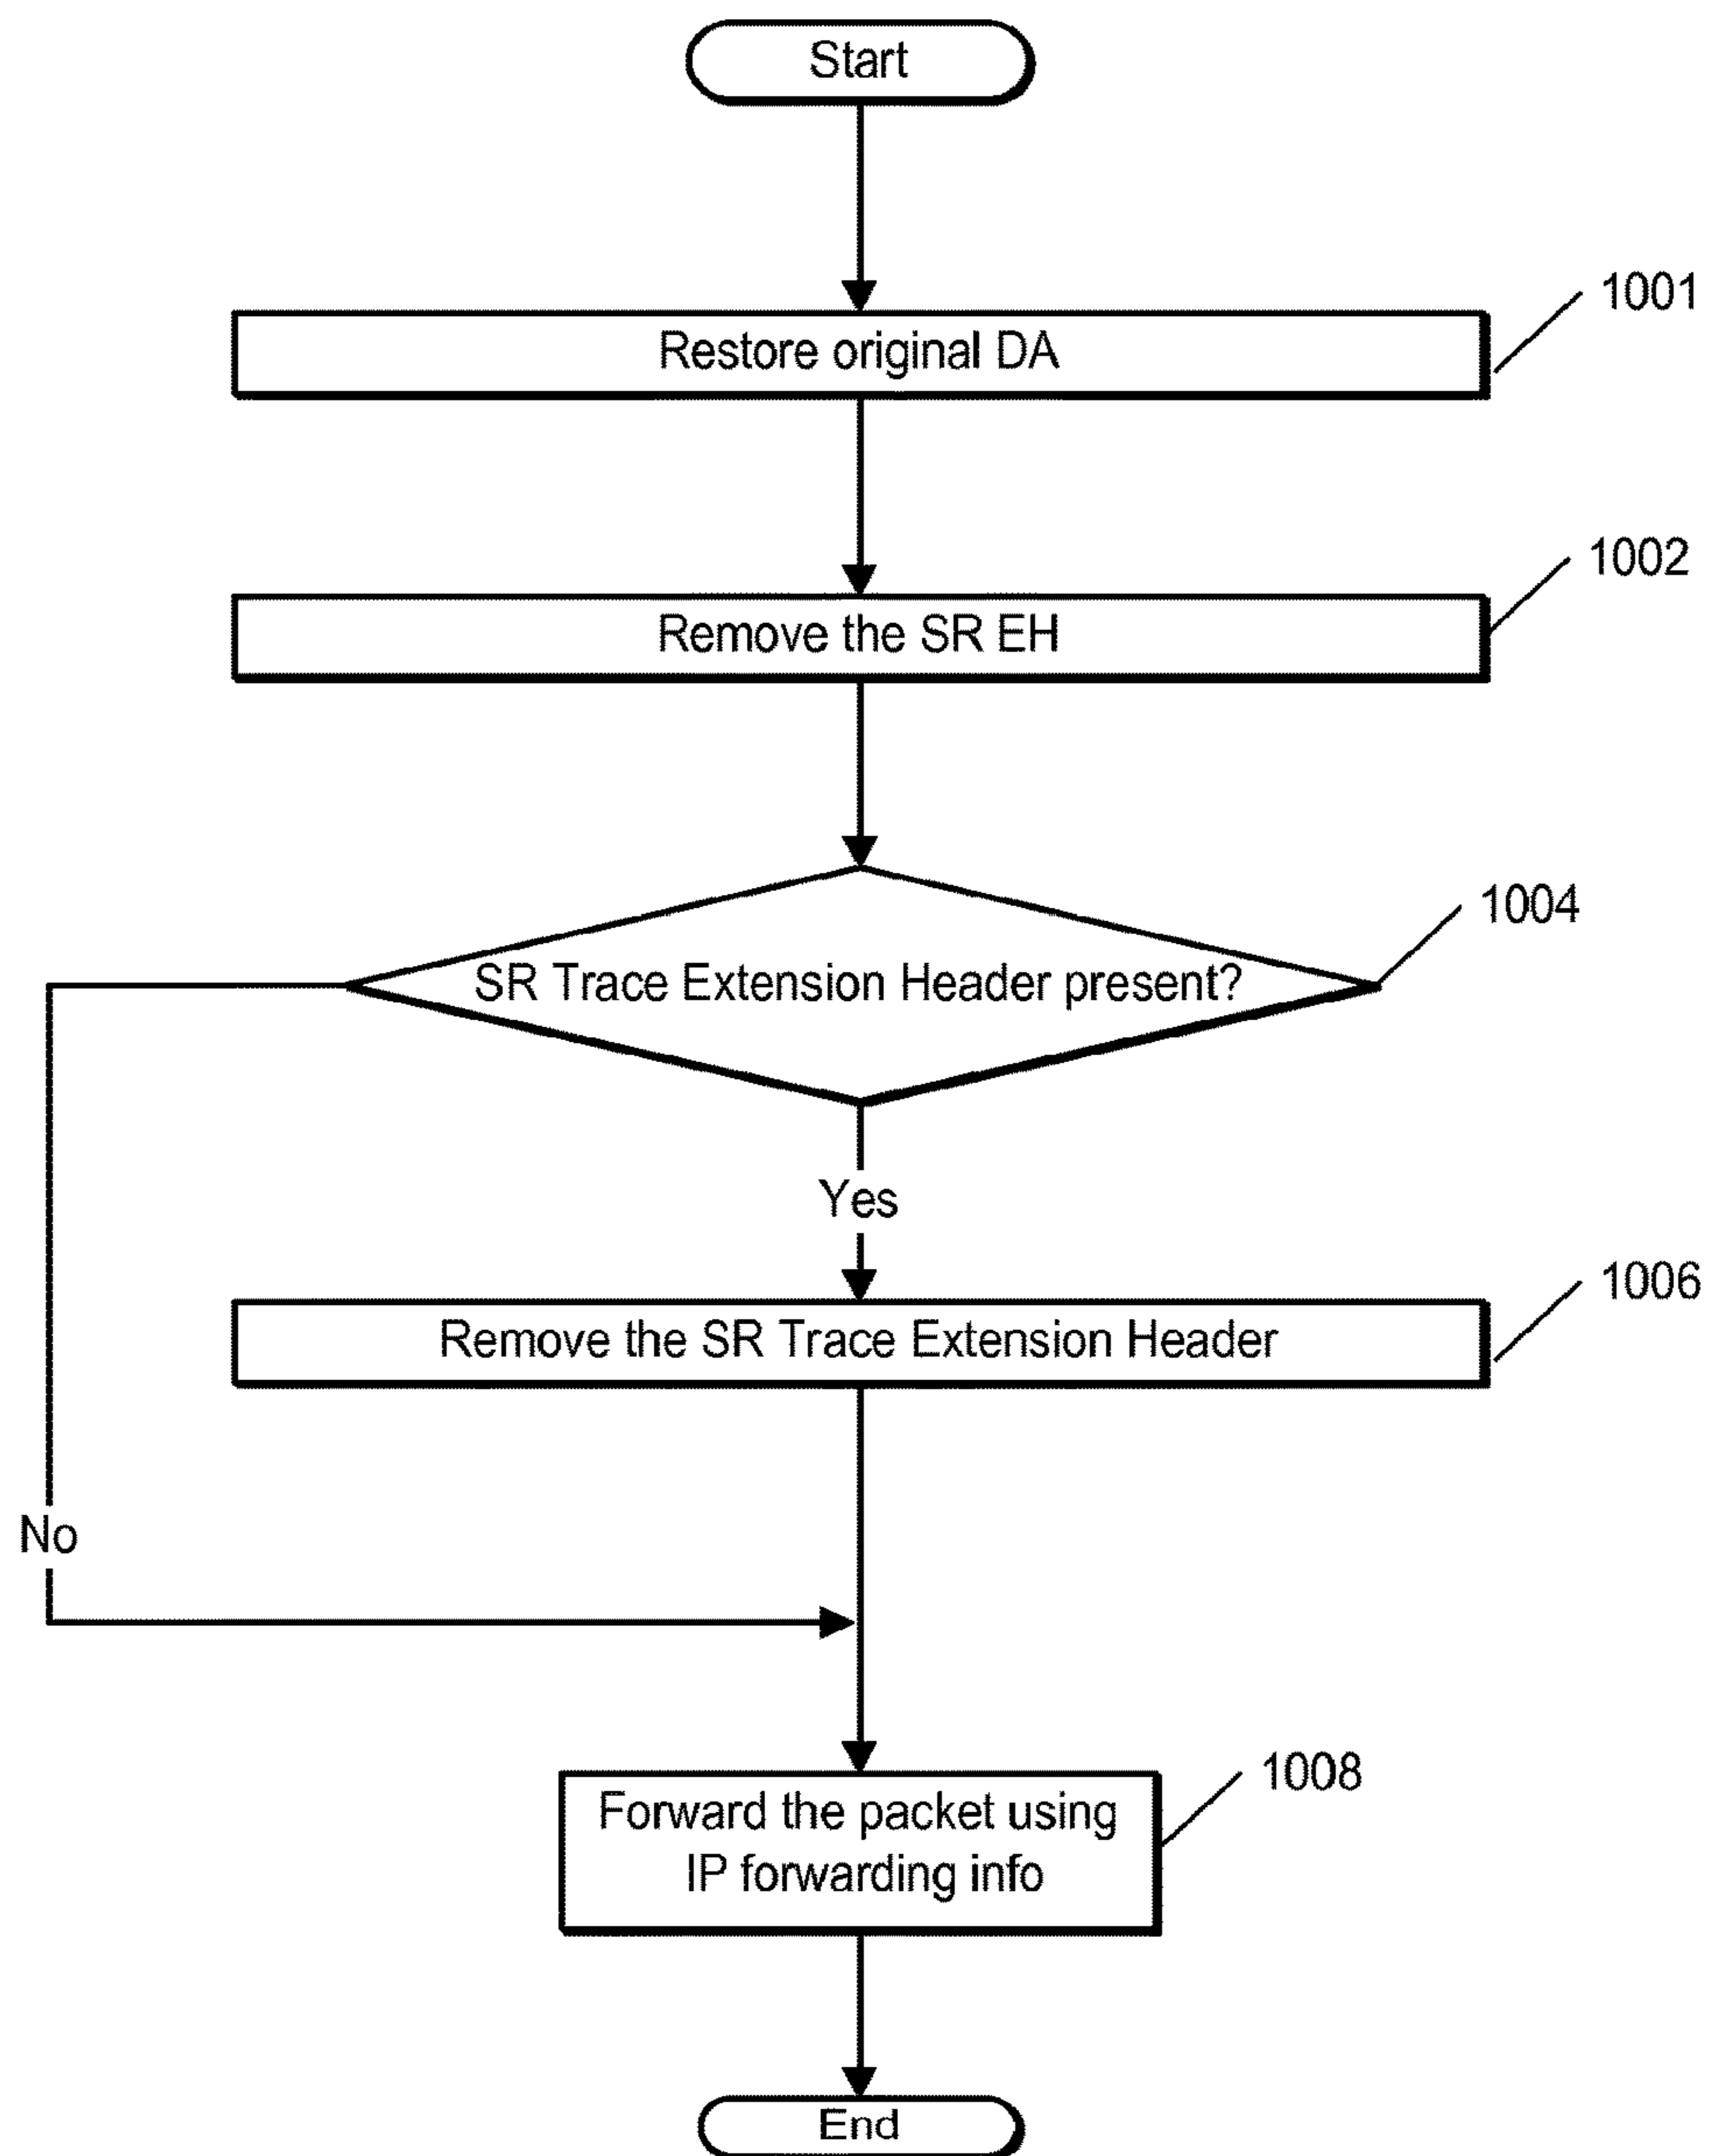 Start
1001
Restore original DA
1002
Remove the SR EH
1004
SR Trace Extension Header present?
Yes
1006
Remove the SR Trace Extension Header
No
1008
Forward the packet using
IP forwarding info
End